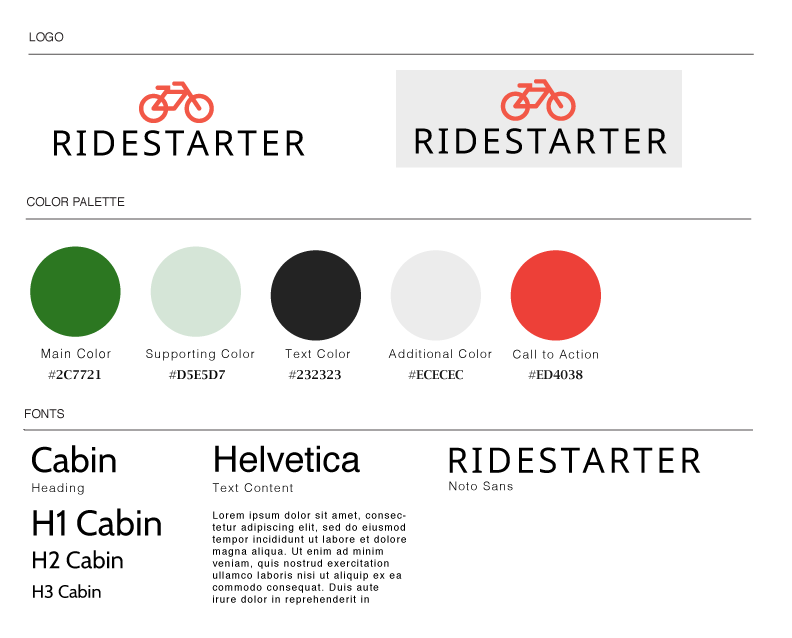 LOGO
RIDESTARTER
RIDESTARTER
COLOR PALETTE
Main Color
#2C7721
Supporting Color
#D5E5D7
Text Color
#232323
Additional Color
#ECECEC
Call to Action
#ED4038
FONTS
Cabin
Heading
H1 Cabin
H2 Cabin
H3 Cabin
Helvetica
Text Content
Lorem ipsum dolor sit amet, consec-
tetur adipiscing elit, sed do eiusmod
tempor incididunt ut labore et dolore
magna aliqua. Ut enim ad minim
veniam, quis nostrud exercitation
ullamco laboris nisi ut aliquip ex ea
commodo consequat. Duis aute
irure dolor in reprehenderit in
RIDESTARTER
Noto Sans